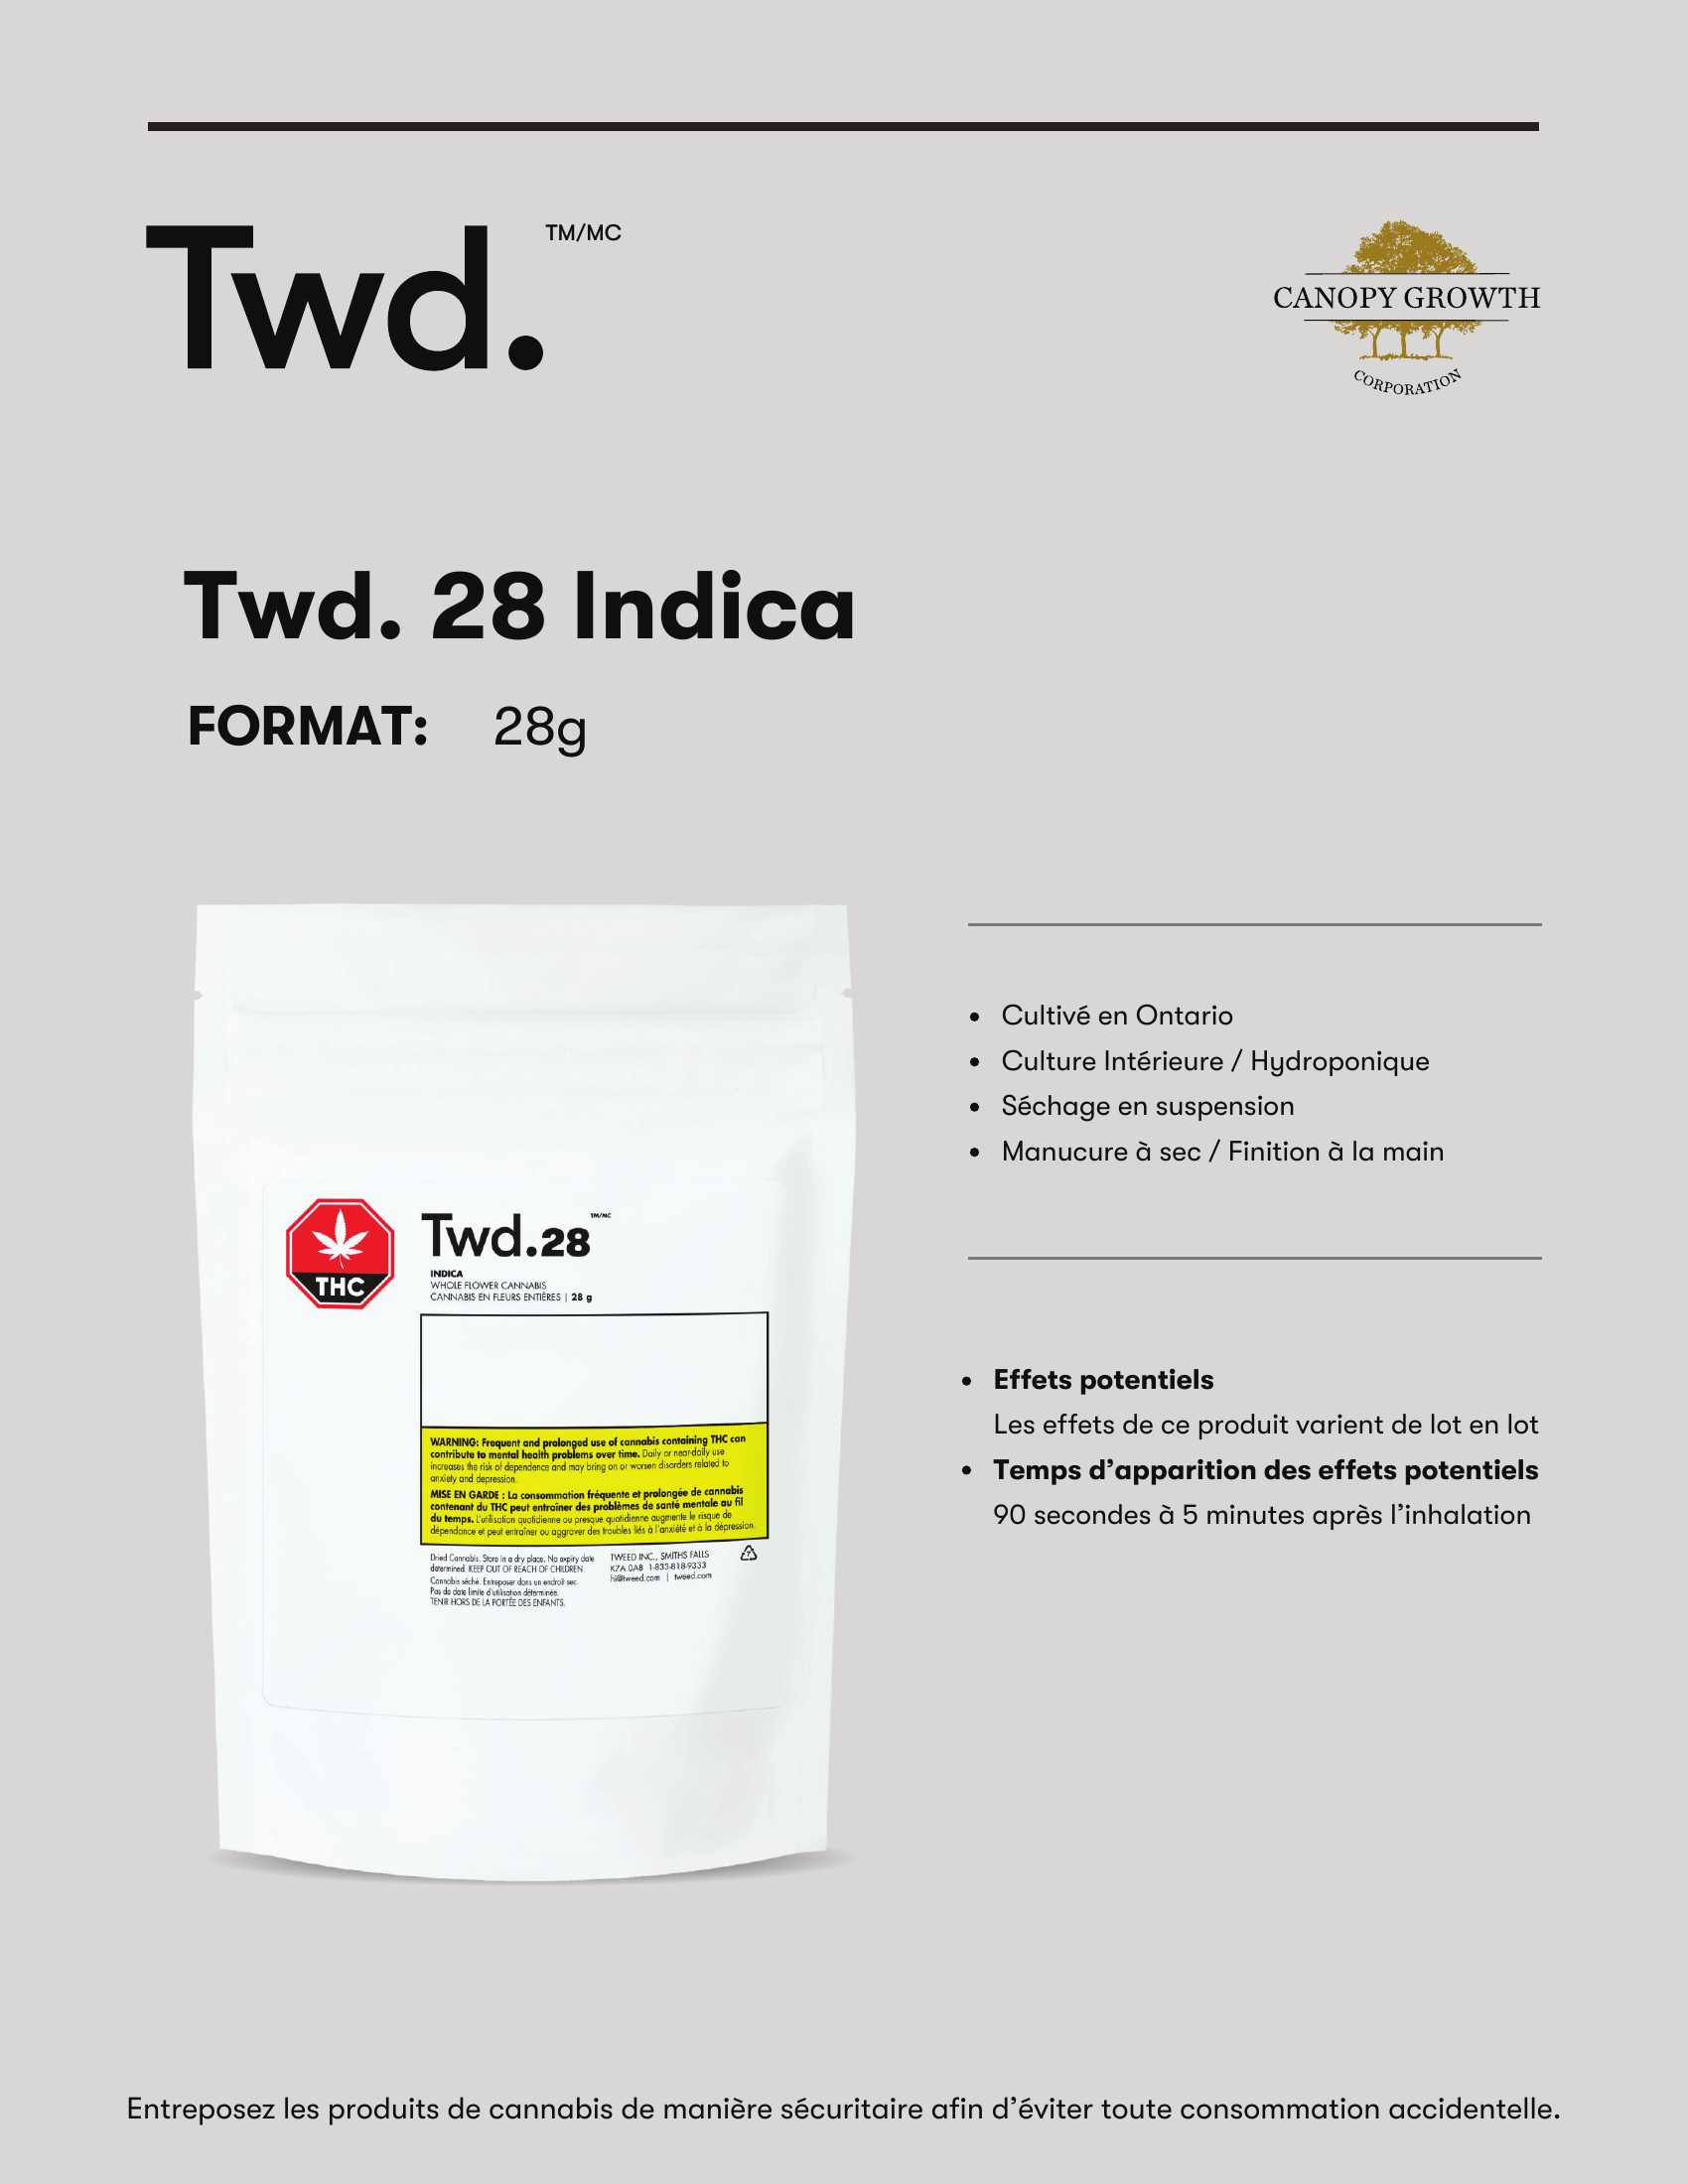 Twd. TM/MC
CANOPY GROWTH
CORPORATION
Twd. 28 Indica
FORMAT: 28g
• Cultivé en Ontario
• Culture Intérieure / Hydroponique
• Séchage en suspension
• Manucure à sec / Finition à la main
THC
Twd.28 TM/MC
INDICA
WHOLE FLOWER CANNABIS
CANNABIS EN FLEURS ENTIÈRES | 28 g
WARNING: Frequent and prolonged use of cannabis containing THC can
contribute to mental health problems over time. Daily or near-daily use
increases the risk of dependence and may bring on or worsen disorders related to
anxiety and depression.
MISE EN GARDE : La consommation fréquente et prolongée de cannabis
contenant du THC peut entraîner des problèmes de santé mentale au fil
du temps. L'utilisation quotidienne ou presque quotidienne augmente le risque de
dépendance et peut entraîner ou aggraver des troubles liés à l'anxiété et à la dépression.
Dried Cannabis. Store in a dry place. No expiry date
determined. KEEP OUT OF REACH OF CHILDREN.
Cannabis séché. Entreposer dans un endroit sec.
Pas de date limite d'utilisation déterminée.
TENIR HORS DE LA PORTÉE DES ENFANTS.
TWEED INC., SMITHS FALLS
K7A 0A8 1-833-818-9333
hi@tweed.com | tweed.com
• Effets potentiels
Les effets de ce produit varient de lot en lot
• Temps d’apparition des effets potentiels
90 secondes à 5 minutes après l’inhalation
Entreposez les produits de cannabis de manière sécuritaire afin d’éviter toute consommation accidentelle.